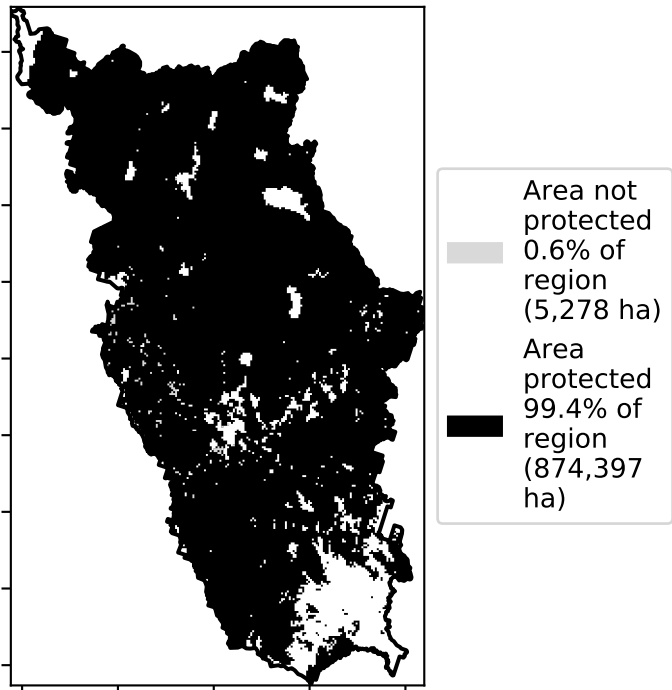 Area not
protected
0.6% of
region
(5,278 ha)
Area
protected
99.4% of
region
(874,397
ha)